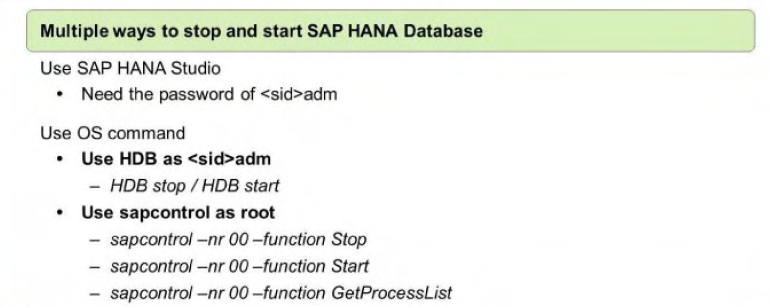 Multiple ways to stop and start SAP HANA Database
Use SAP HANA Studio
• Need the password of <sid>adm
Use OS command
• Use HDB as <sid>adm
– HDB stop / HDB start
• Use sapcontrol as root
– sapcontrol –nr 00 –function Stop
– sapcontrol –nr 00 –function Start
– sapcontrol –nr 00 –function GetProcessList